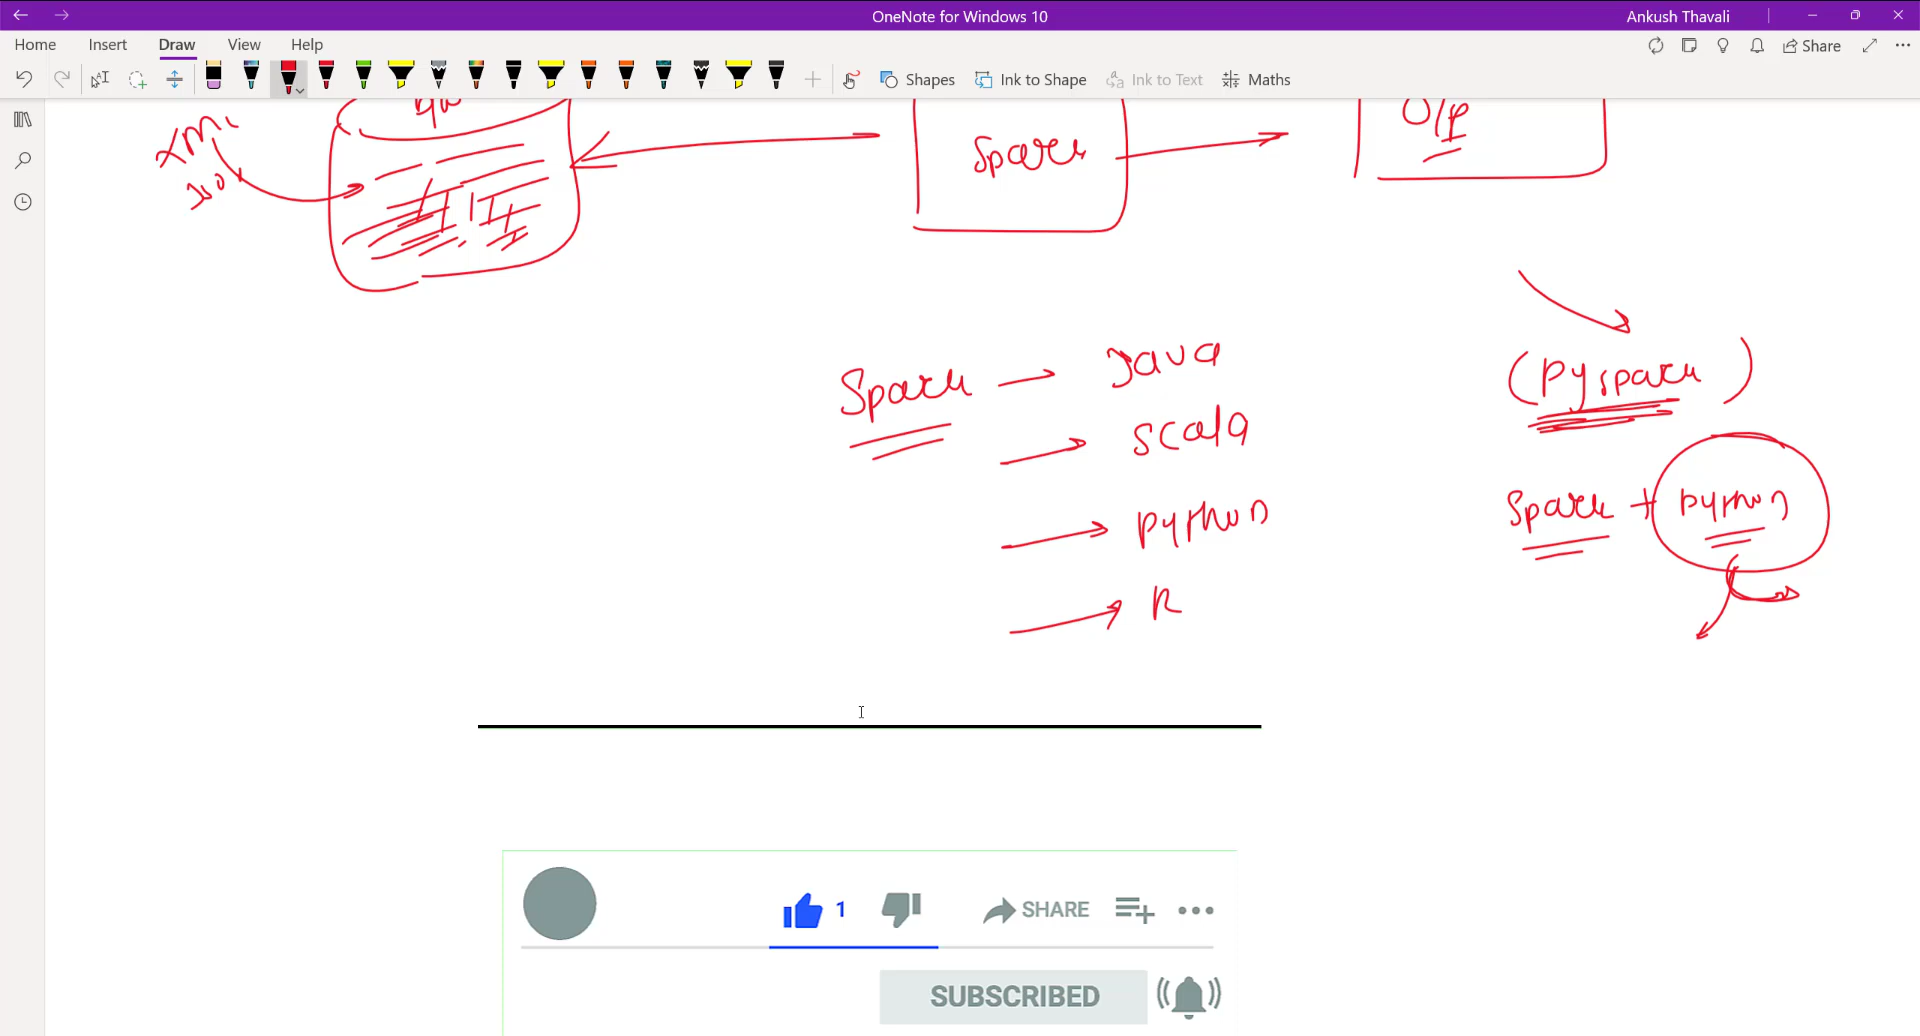 OneNote for Windows 10
Ankush Thavali
Home Insert Draw View Help
Share
Shapes Ink to Shape Ink to Text Maths
XML
O/P
Spark
Spark
Java
Scala
Python
R
(Pyspark)
Spark + Python
1
SHARE
SUBSCRIBED